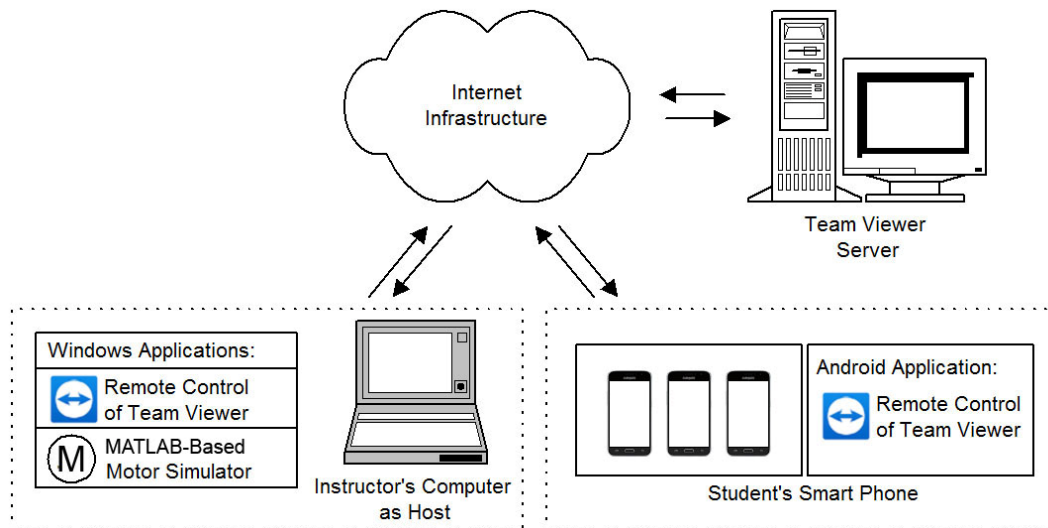 Internet
Infrastructure
Team Viewer
Server
Windows Applications:
Remote Control
of Team Viewer
M
MATLAB-Based
Motor Simulator
Instructor's Computer
as Host
Android Application:
Remote Control
of Team Viewer
Student's Smart Phone